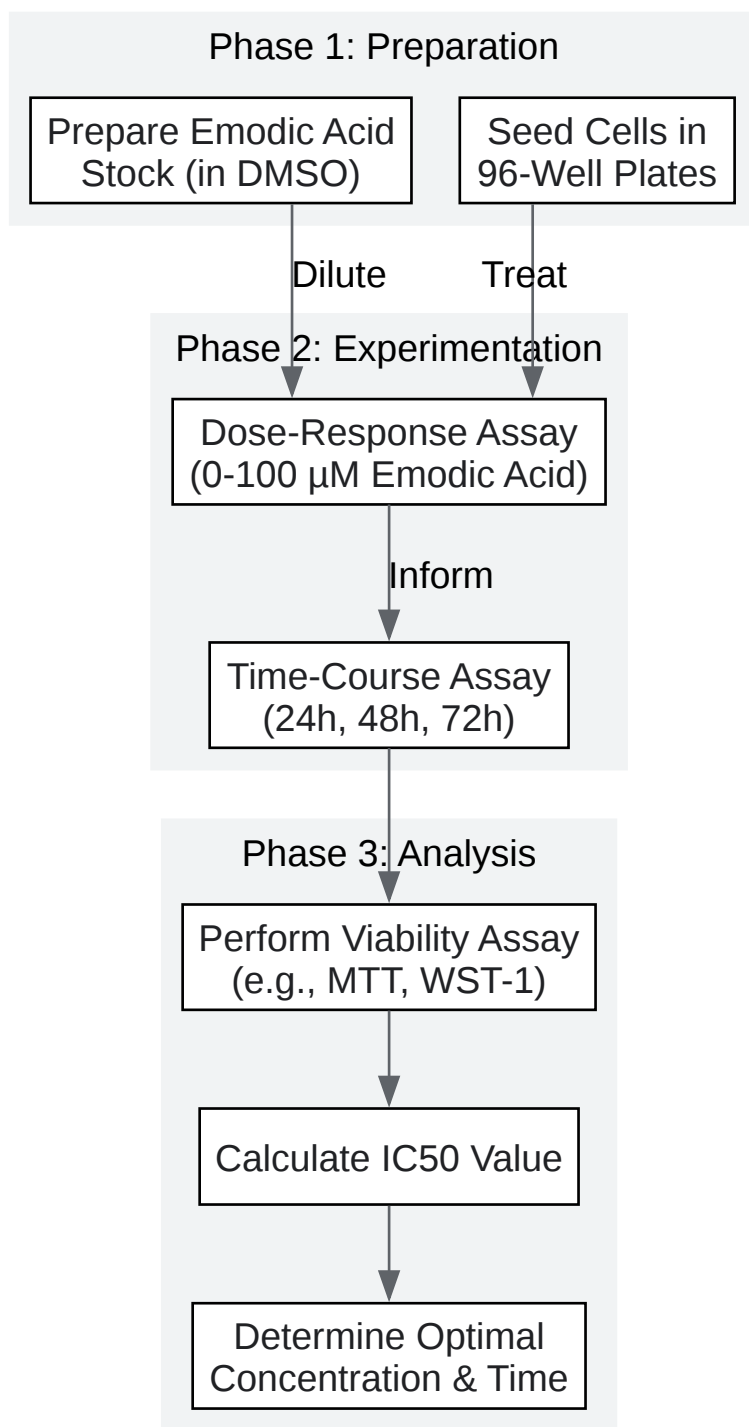 Phase 1: Preparation
Prepare Emodic Acid
Stock (in DMSO)
Seed Cells in
96-Well Plates
Dilute
Treat
Phase 2: Experimentation
Dose-Response Assay
(0-100 µM Emodic Acid)
Inform
Time-Course Assay
(24h, 48h, 72h)
Phase 3: Analysis
Perform Viability Assay
(e.g., MTT, WST-1)
Calculate IC50 Value
Determine Optimal
Concentration & Time